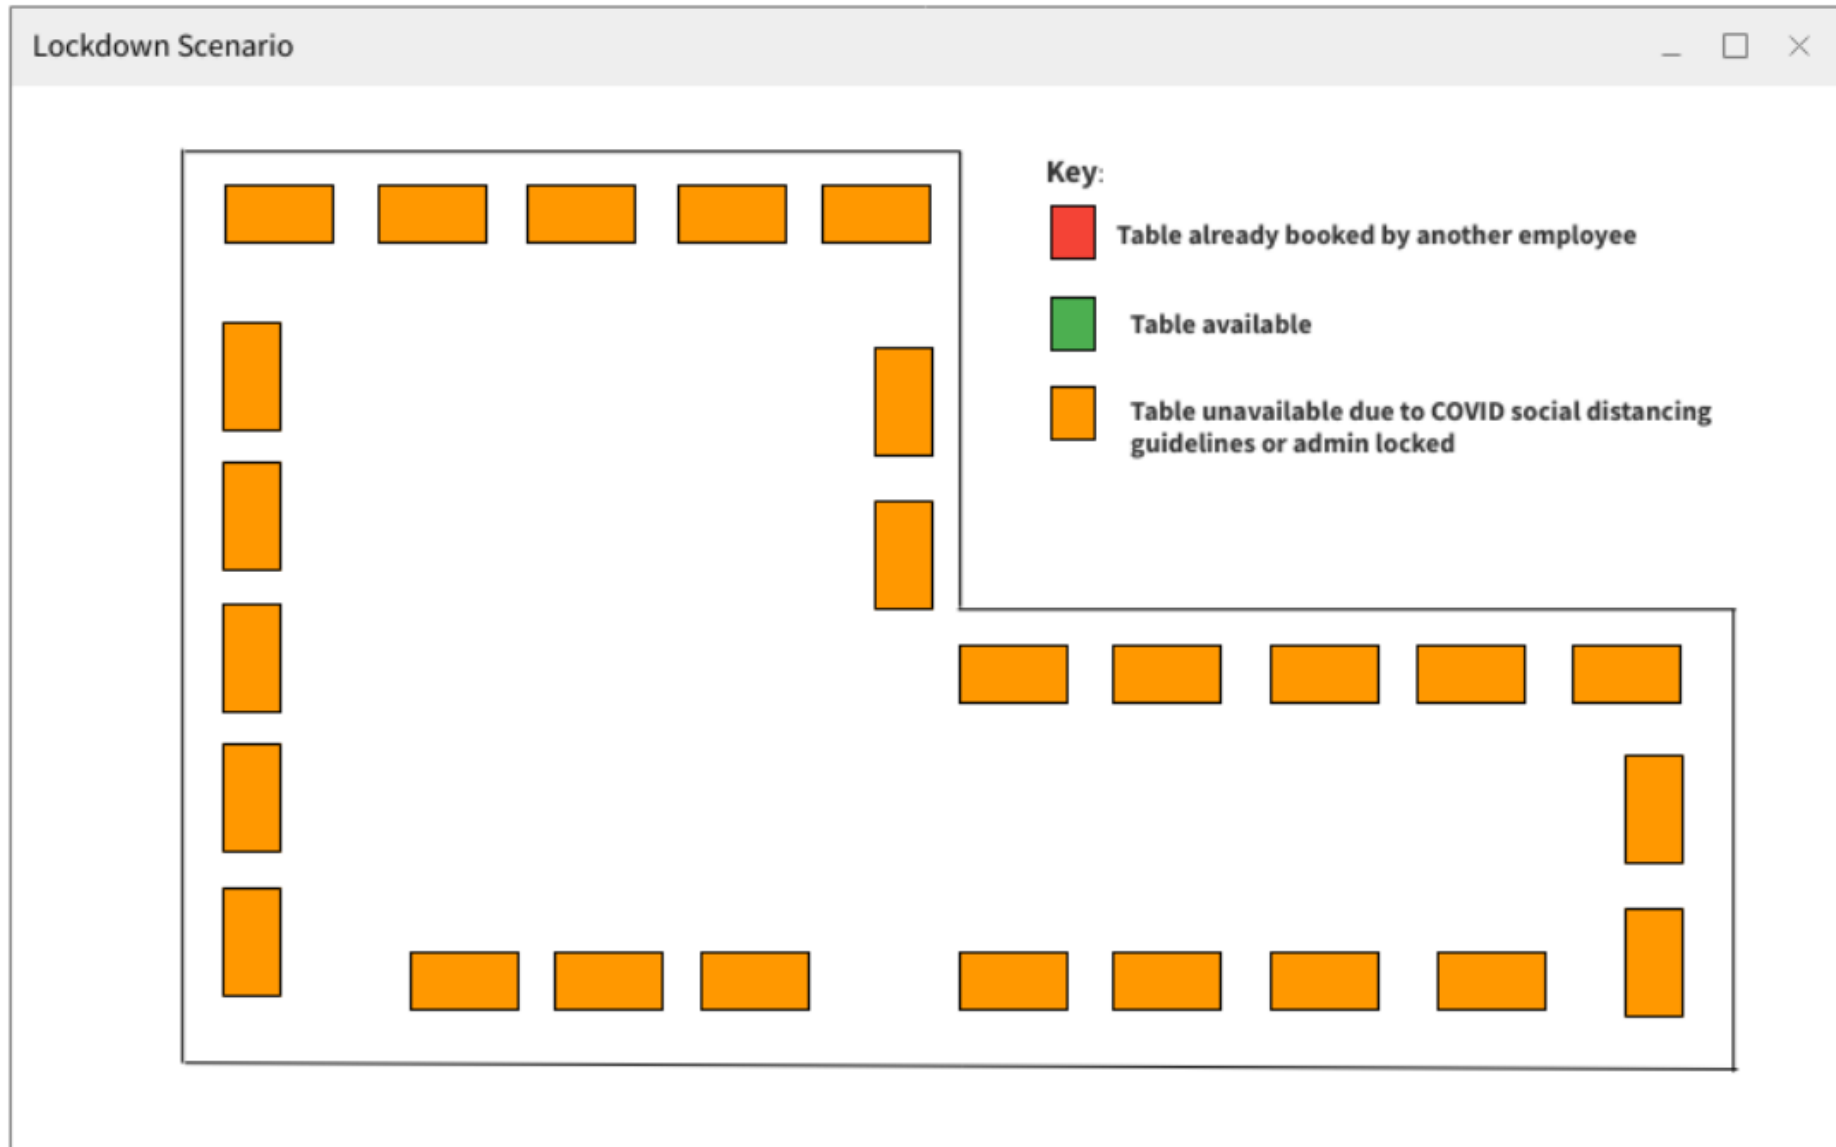 Lockdown Scenario
Key:
Table already booked by another employee
Table available
Table unavailable due to COVID social distancing
guidelines or admin locked